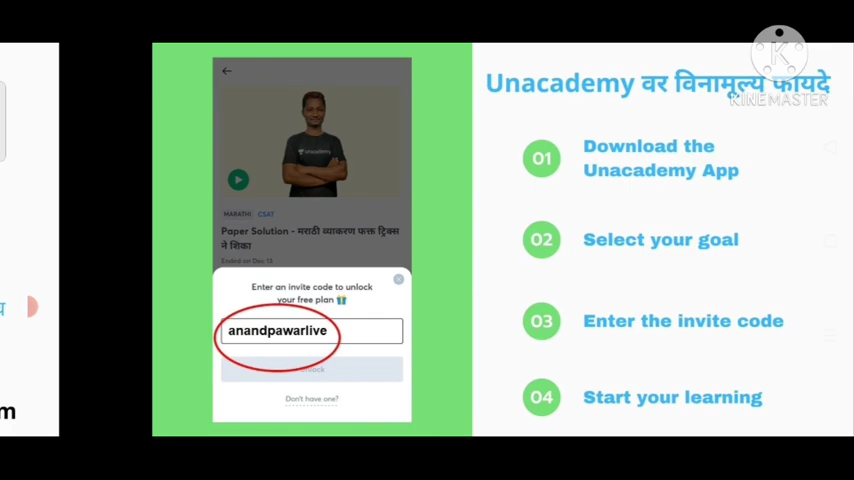 unacademy
MARATHI CSAT
Paper Solution - मराठी व्याकरण फक्त ट्रिक्स
ने शिका
Ended on Dec 13
Enter an invite code to unlock
your free plan
anandpawarlive
Don't have one?
Unacademy वर विनामूल्य फायदे
K
KINEMASTER
01 Download the
Unacademy App
02 Select your goal
03 Enter the invite code
04 Start your learning